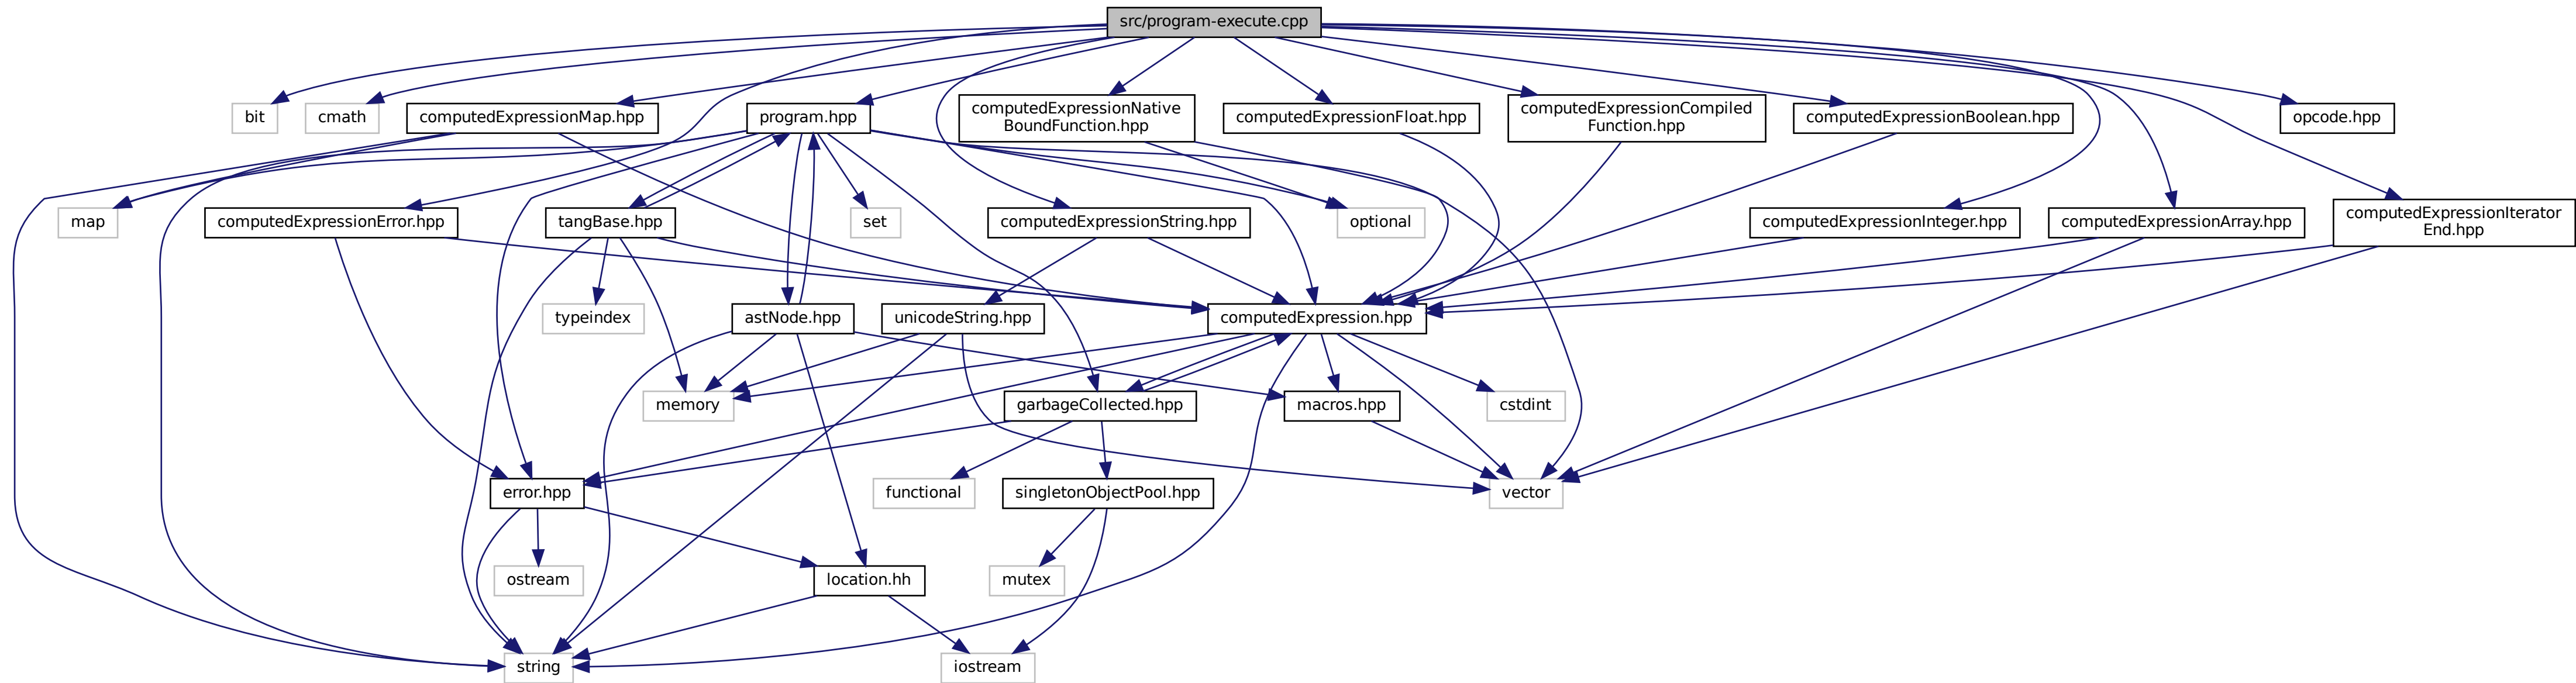 src/program-execute.cpp
bit
cmath
computedExpressionMap.hpp
program.hpp
computedExpressionNative
BoundFunction.hpp
computedExpressionFloat.hpp
computedExpressionCompiled
Function.hpp
computedExpressionBoolean.hpp
opcode.hpp
map
computedExpressionError.hpp
tangBase.hpp
set
computedExpressionString.hpp
optional
computedExpressionInteger.hpp
computedExpressionArray.hpp
computedExpressionIterator
End.hpp
typeindex
astNode.hpp
unicodeString.hpp
computedExpression.hpp
memory
garbageCollected.hpp
macros.hpp
cstdint
error.hpp
functional
singletonObjectPool.hpp
vector
ostream
location.hh
mutex
string
iostream